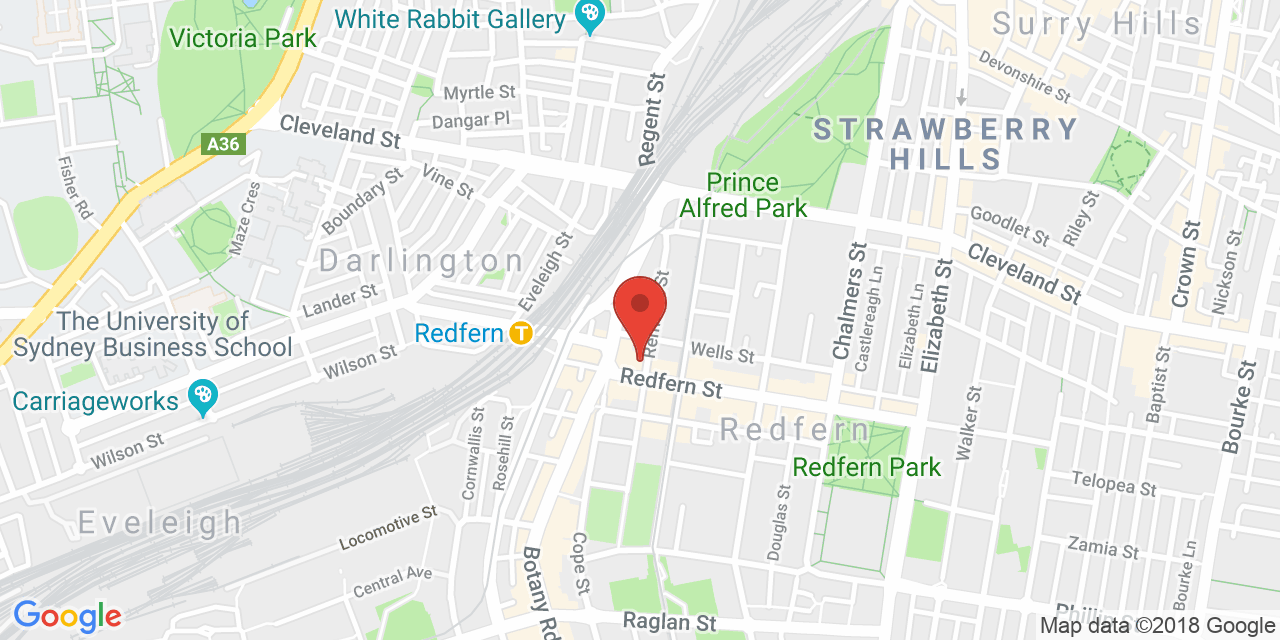 White Rabbit Gallery
Surry Hills
Victoria Park
Devonshire St
Myrtle St
Regent St
Dangar Pl
Cleveland St
STRAWBERRY
HILLS
A36
Fisher Rd
Vine St
Boundary St
Prince
Alfred Park
Maze Cres
Goodlet St
Riley St
Darlington
Eveleigh St
Cleveland St
Crown St
Nickson St
Lander St
Chalmers St
Castlereagh Ln
Elizabeth Ln
Elizabeth St
The University of
Sydney Business School
Redfern
T
Wilson St
Wells St
Redfern St
Baptist St
Bourke St
Carriageworks
Wilson St
Cornwallis St
Rosehill St
Redfern
Walker St
Redfern Park
Telopea St
Eveleigh
Locomotive St
Douglas St
Zamia St
Central Ave
Cope St
Botany Rd
Bourke Ln
Raglan St
Google
Map data ©2018 Google